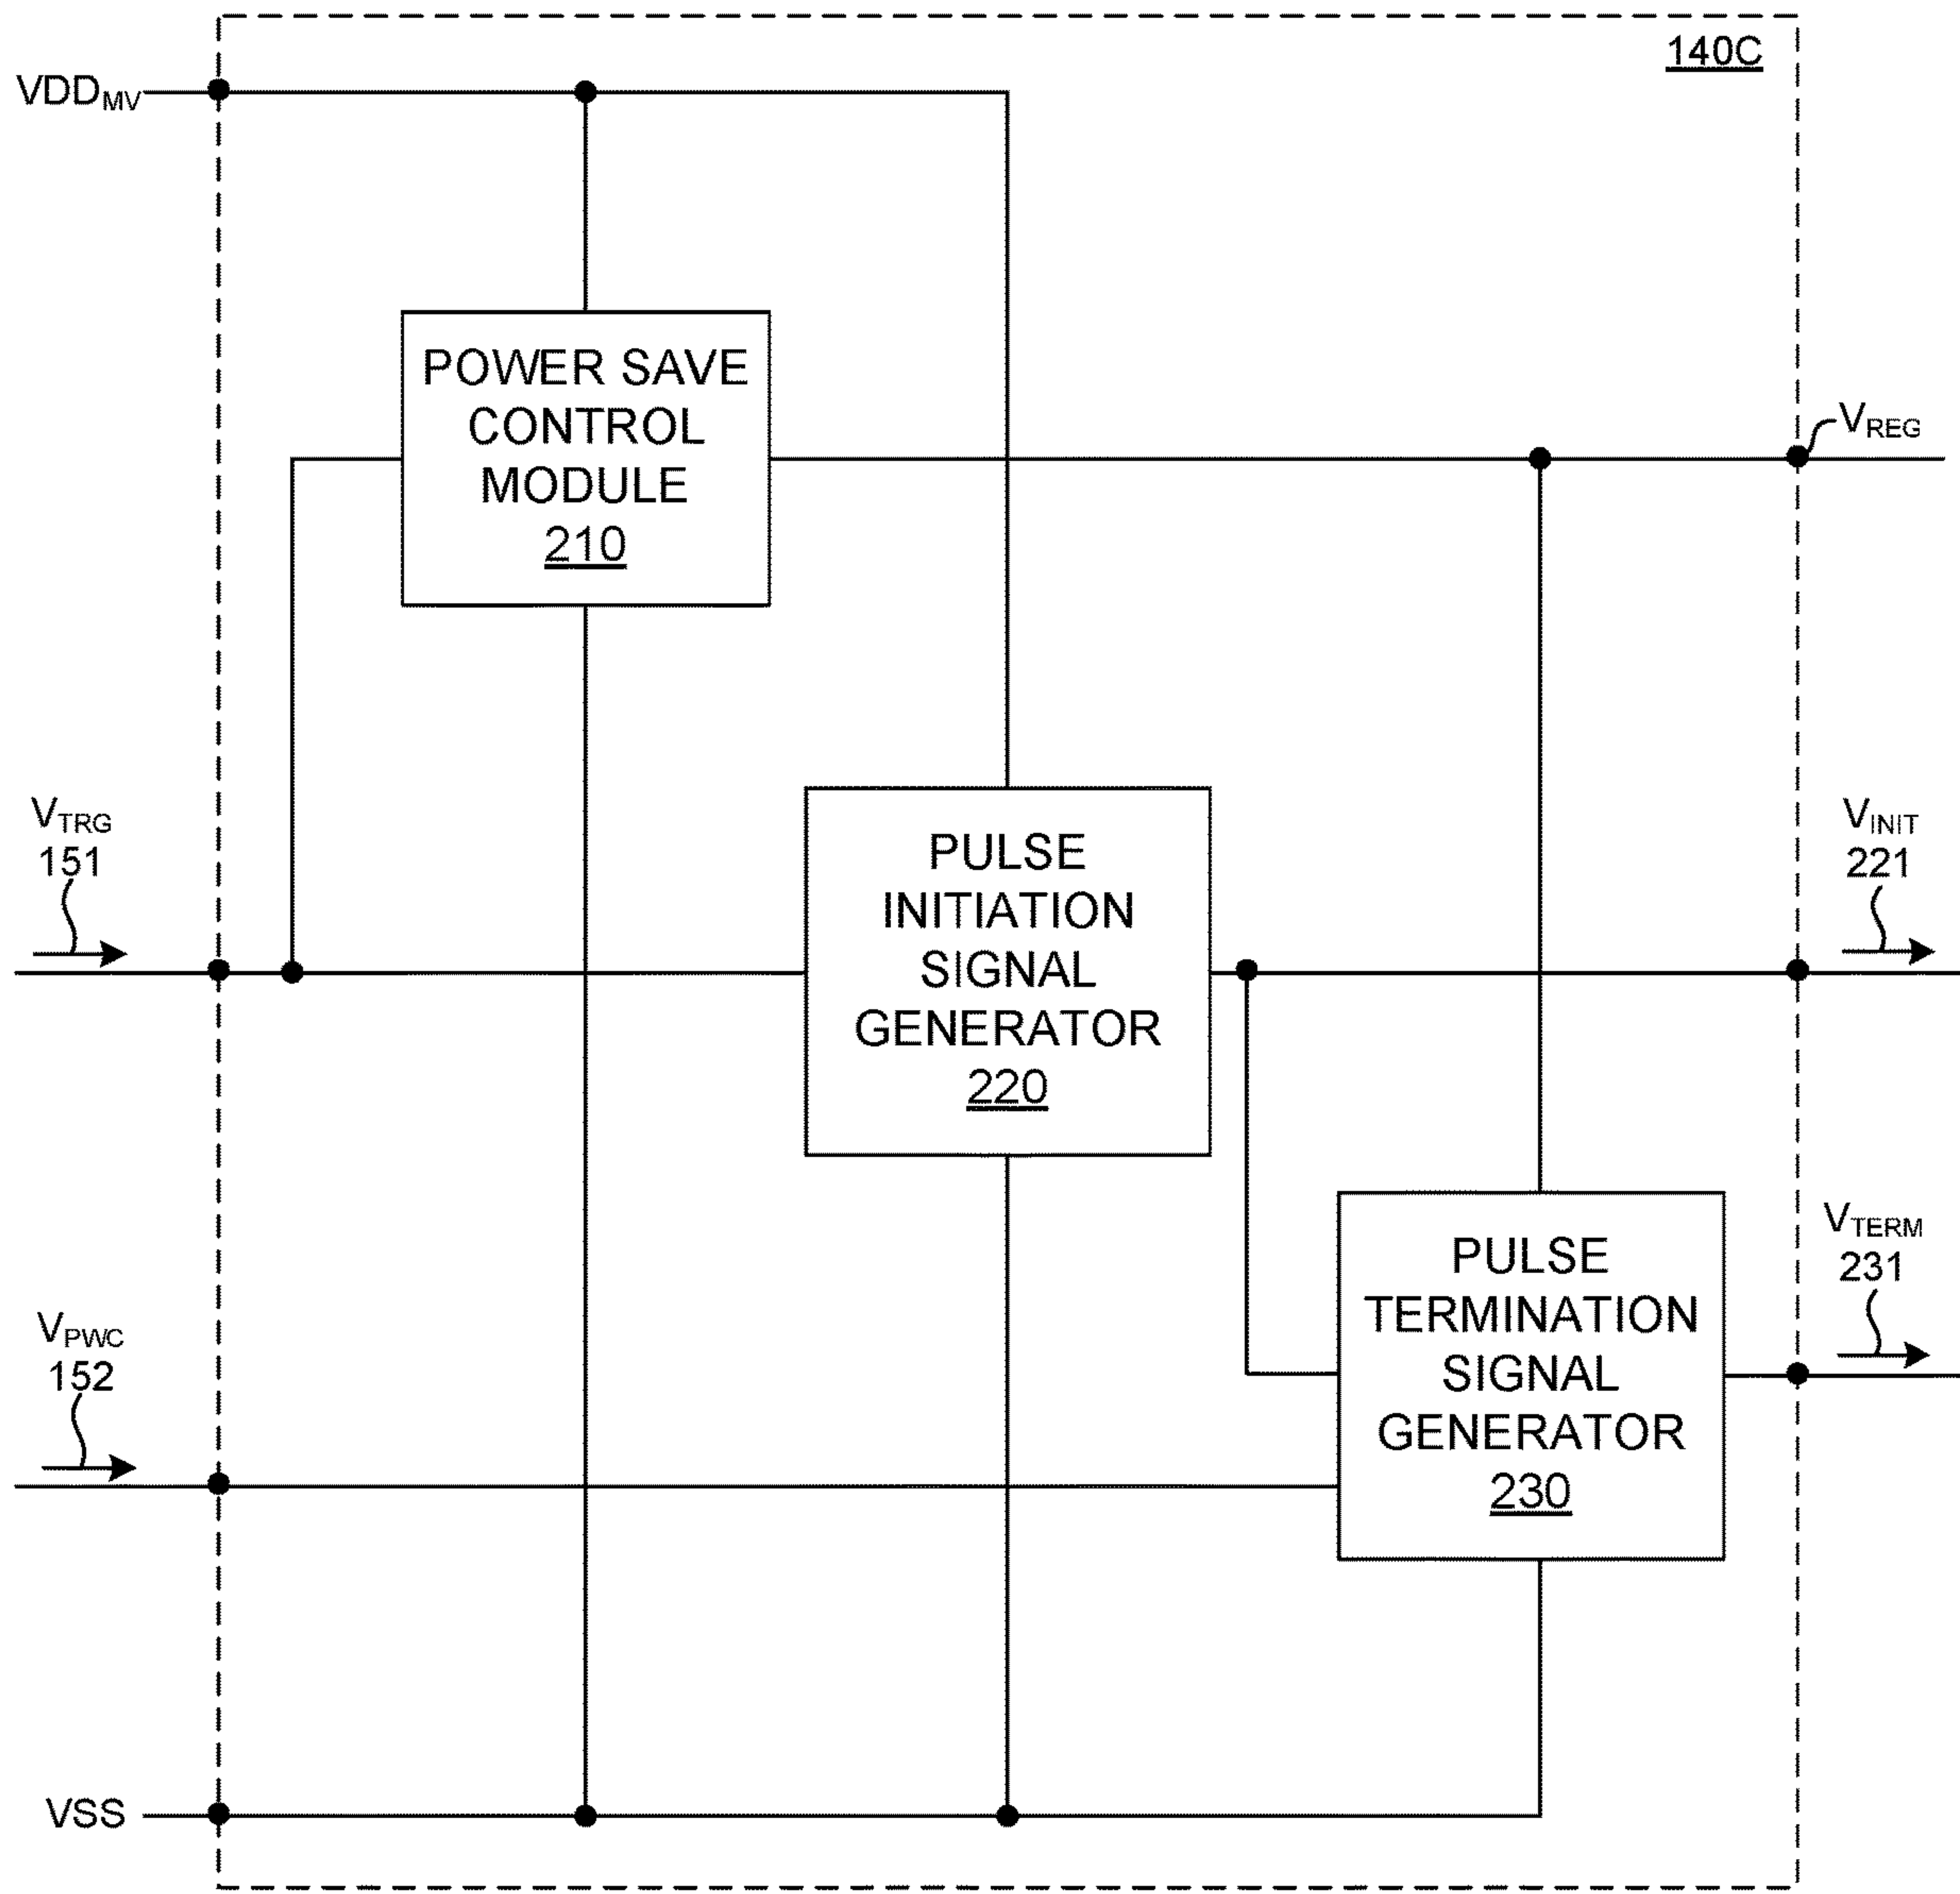 140C
VDDMV
POWER SAVE
CONTROL
MODULE
210
VREG
VTRG
151
PULSE
INITIATION
SIGNAL
GENERATOR
220
VINIT
221
VPWC
152
PULSE
TERMINATION
SIGNAL
GENERATOR
230
VTERM
231
VSS